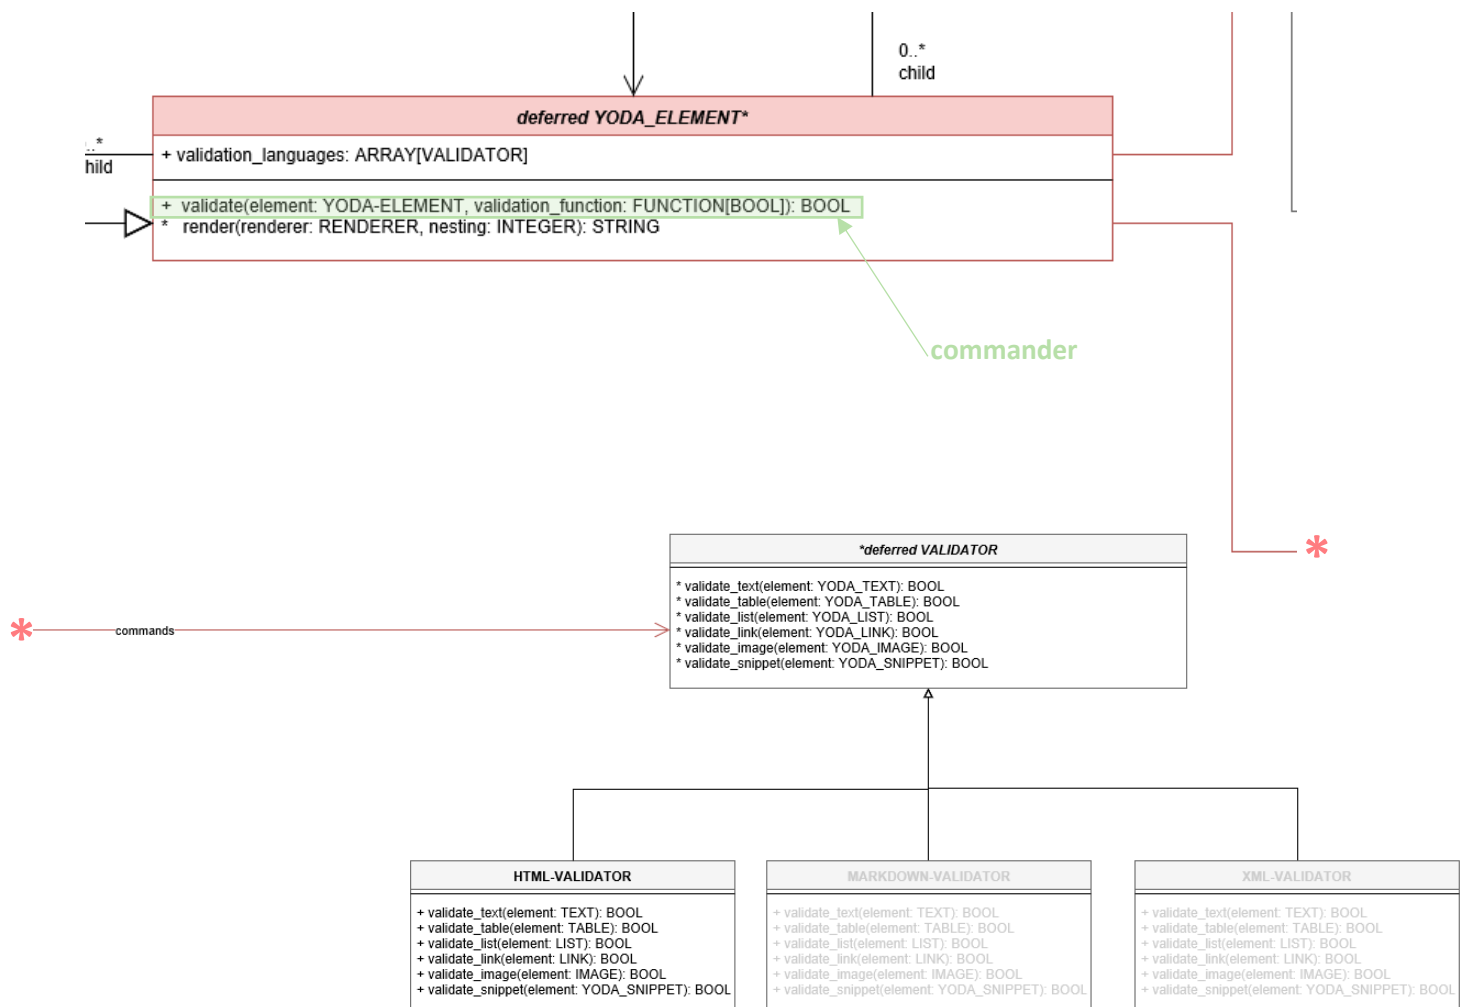 0..*
child
deferred YODA_ELEMENT*
..*
hild
+ validation_languages: ARRAY[VALIDATOR]
+ validate(element: YODA-ELEMENT, validation_function: FUNCTION[BOOL]): BOOL
* render(renderer: RENDERER, nesting: INTEGER): STRING
commander
*
*deferred VALIDATOR
* validate_text(element: YODA_TEXT): BOOL
* validate_table(element: YODA_TABLE): BOOL
* validate_list(element: YODA_LIST): BOOL
* validate_link(element: YODA_LINK): BOOL
* validate_image(element: YODA_IMAGE): BOOL
* validate_snippet(element: YODA_SNIPPET): BOOL
* commands
HTML-VALIDATOR
+ validate_text(element: TEXT): BOOL
+ validate_table(element: TABLE): BOOL
+ validate_list(element: LIST): BOOL
+ validate_link(element: LINK): BOOL
+ validate_image(element: IMAGE): BOOL
+ validate_snippet(element: YODA_SNIPPET): BOOL
MARKDOWN-VALIDATOR
+ validate_text(element: TEXT): BOOL
+ validate_table(element: TABLE): BOOL
+ validate_list(element: LIST): BOOL
+ validate_link(element: LINK): BOOL
+ validate_image(element: IMAGE): BOOL
+ validate_snippet(element: YODA_SNIPPET): BOOL
XML-VALIDATOR
+ validate_text(element: TEXT): BOOL
+ validate_table(element: TABLE): BOOL
+ validate_list(element: LIST): BOOL
+ validate_link(element: LINK): BOOL
+ validate_image(element: IMAGE): BOOL
+ validate_snippet(element: YODA_SNIPPET): BOOL